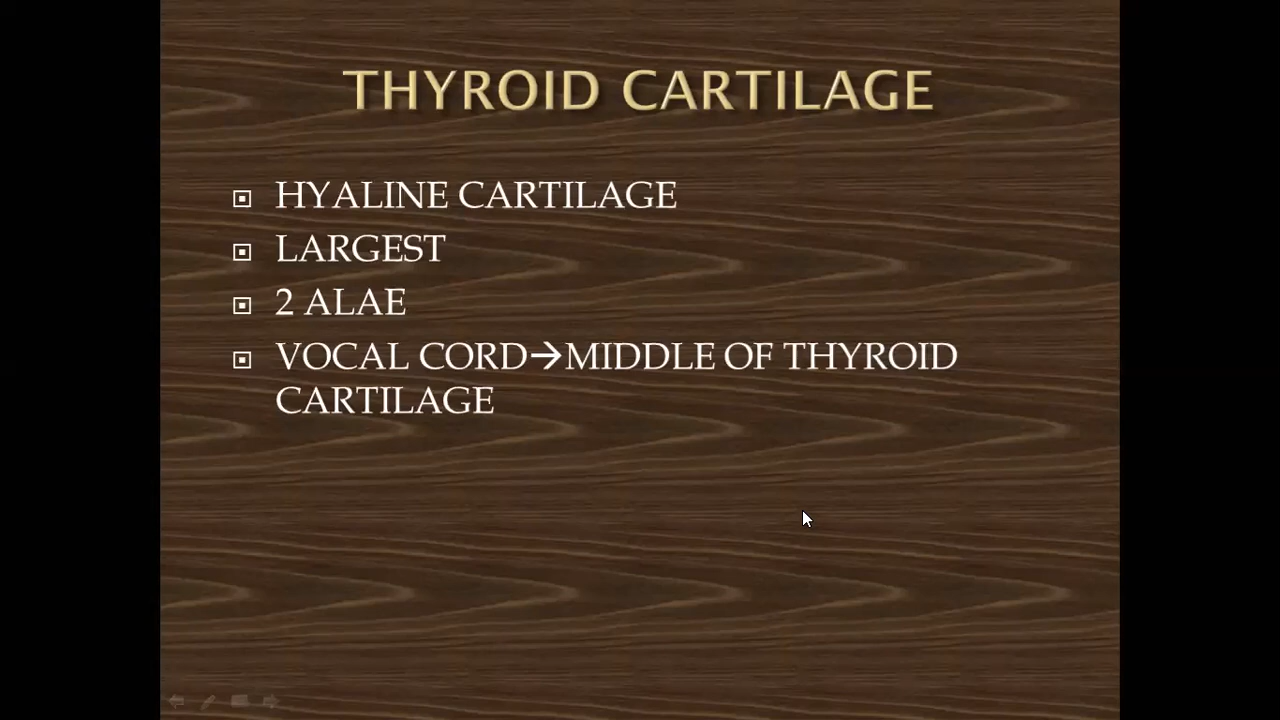 THYROID CARTILAGE
HYALINE CARTILAGE
LARGEST
2 ALAE
VOCAL CORD→MIDDLE OF THYROID
CARTILAGE